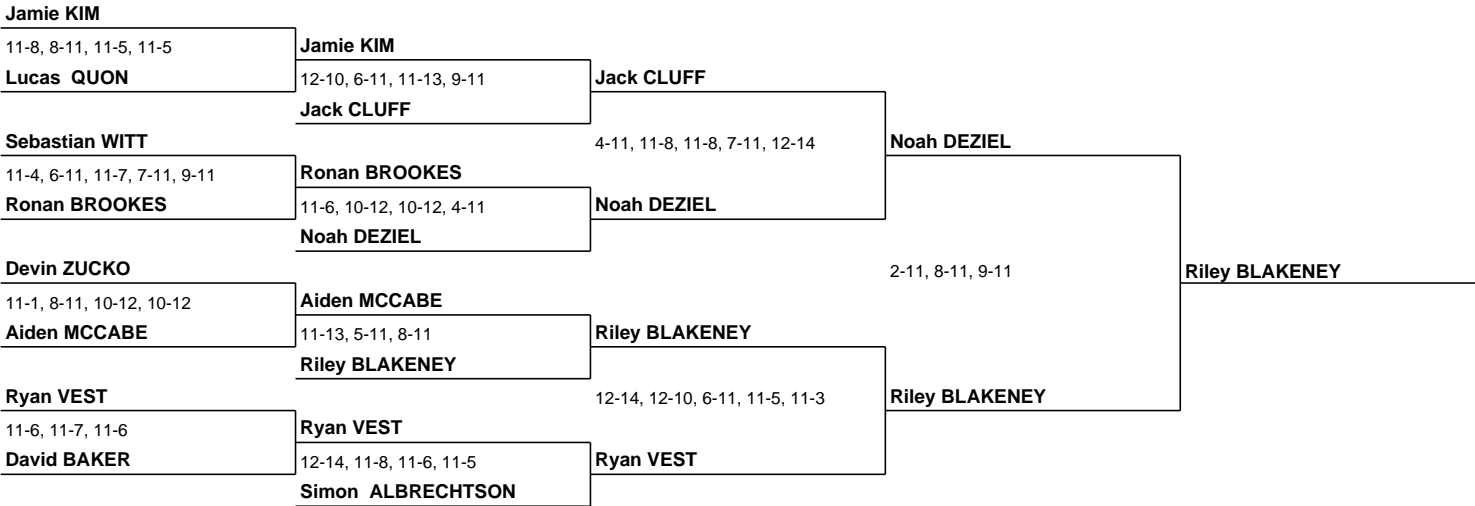 Jamie KIM
11-8, 8-11, 11-5, 11-5
Jamie KIM
Lucas QUON
12-10, 6-11, 11-13, 9-11
Jack CLUFF
Jack CLUFF
Sebastian WITT
4-11, 11-8, 11-8, 7-11, 12-14
Noah DEZIEL
11-4, 6-11, 11-7, 7-11, 9-11
Ronan BROOKES
Ronan BROOKES
11-6, 10-12, 10-12, 4-11
Noah DEZIEL
Noah DEZIEL
Devin ZUCKO
2-11, 8-11, 9-11
Riley BLAKENEY
11-1, 8-11, 10-12, 10-12
Aiden MCCABE
Aiden MCCABE
11-13, 5-11, 8-11
Riley BLAKENEY
Riley BLAKENEY
Ryan VEST
12-14, 12-10, 6-11, 11-5, 11-3
Riley BLAKENEY
11-6, 11-7, 11-6
Ryan VEST
David BAKER
12-14, 11-8, 11-6, 11-5
Ryan VEST
Simon ALBRECHTSON